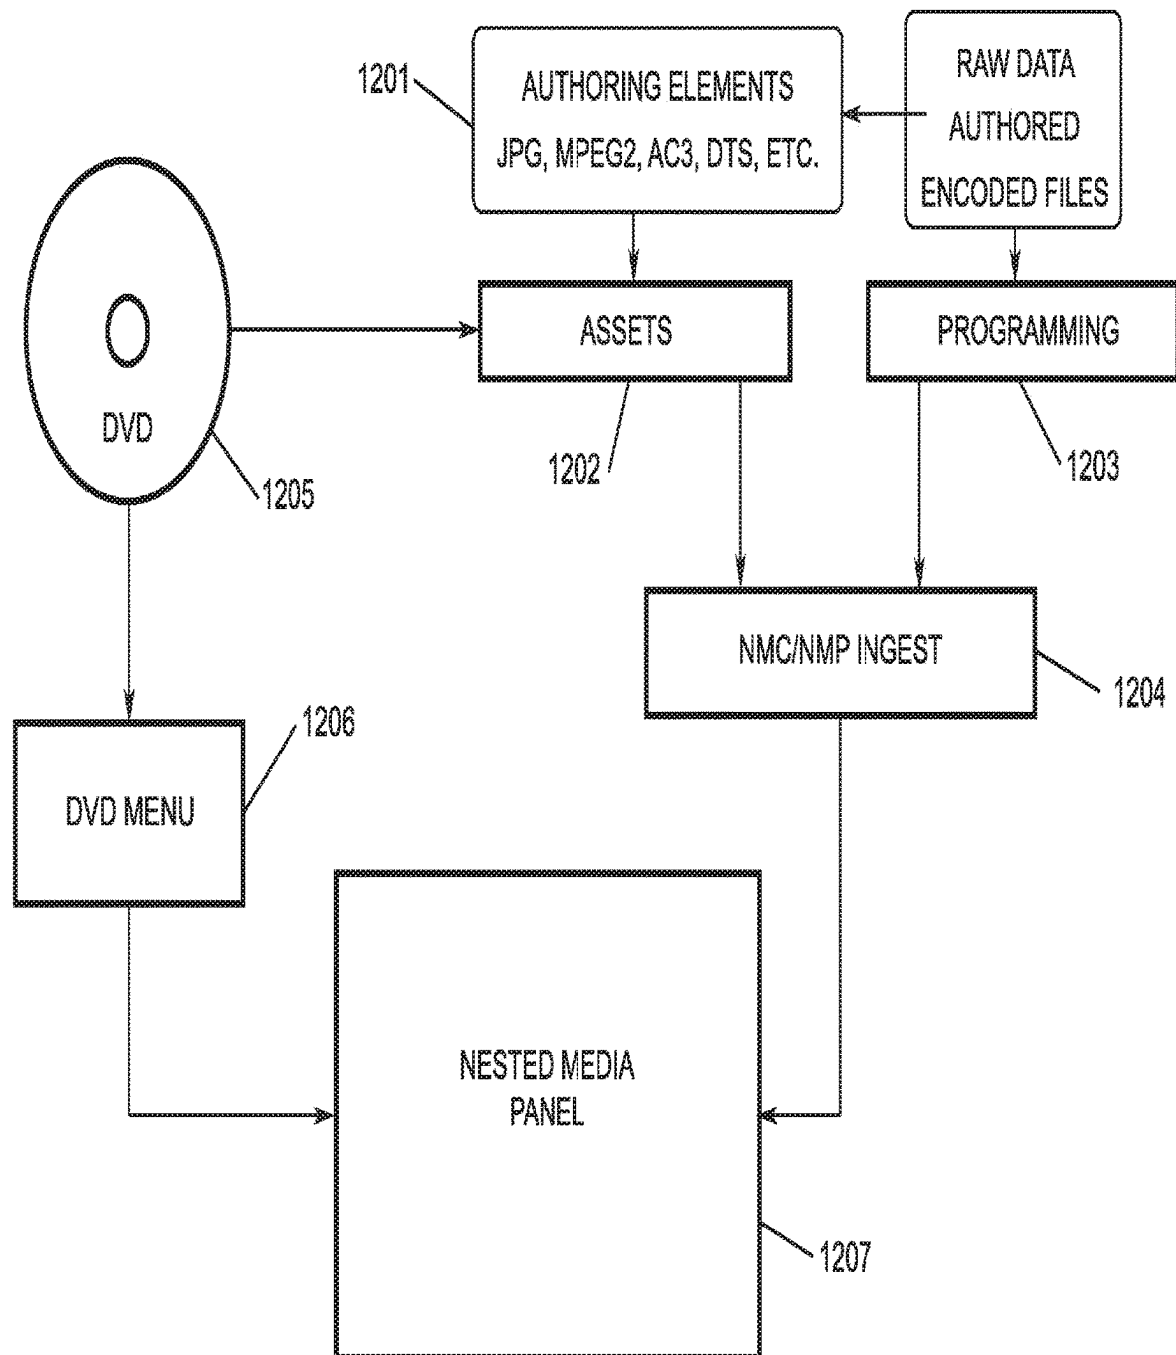 1201
AUTHORING ELEMENTS
JPG, MPEG2, AC3, DTS, ETC.
RAW DATA
AUTHORED
ENCODED FILES
DVD
1205
ASSETS
1202
PROGRAMMING
1203
NMC/NMP INGEST
1204
1206
DVD MENU
NESTED MEDIA
PANEL
1207